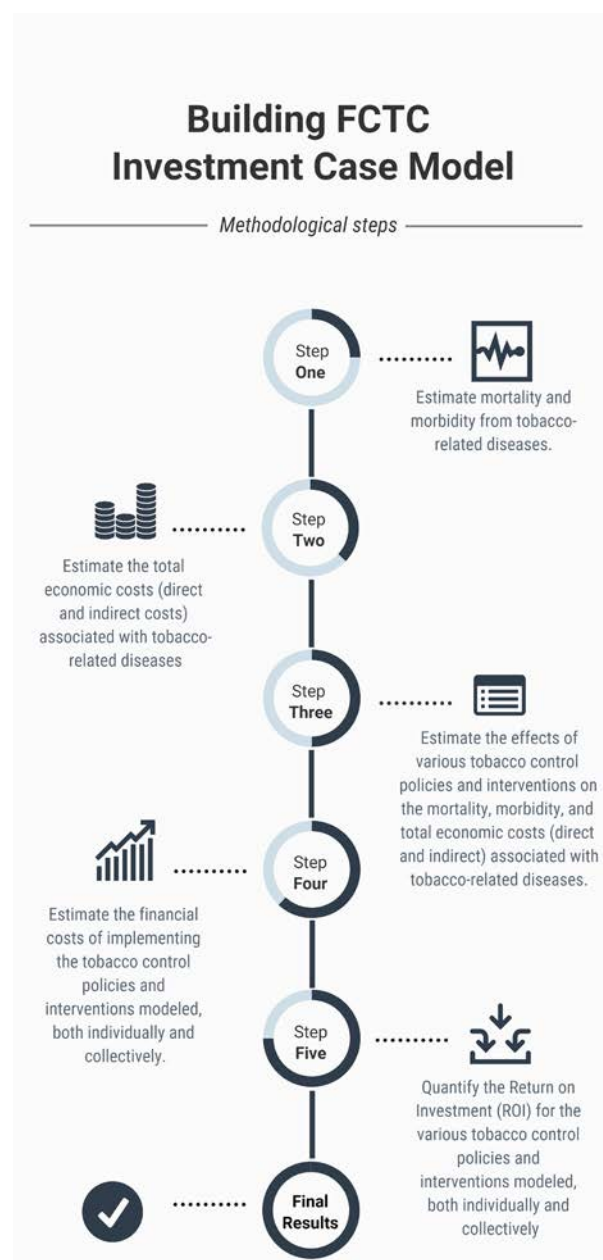 Building FCTC
Investment Case Model
Methodological steps
Step
One
Estimate mortality and
morbidity from tobacco-
related diseases.
Step
Two
Estimate the total
economic costs (direct
and indirect costs)
associated with tobacco-
related diseases
Step
Three
Estimate the effects of
various tobacco control
policies and interventions on
the mortality, morbidity, and
total economic costs (direct
and indirect) associated with
tobacco-related diseases.
Step
Four
Estimate the financial
costs of implementing
the tobacco control
policies and
interventions modeled,
both individually and
collectively.
Step
Five
Quantify the Return on
Investment (ROI) for the
various tobacco control
policies and
interventions modeled,
both individually and
collectively
Final
Results